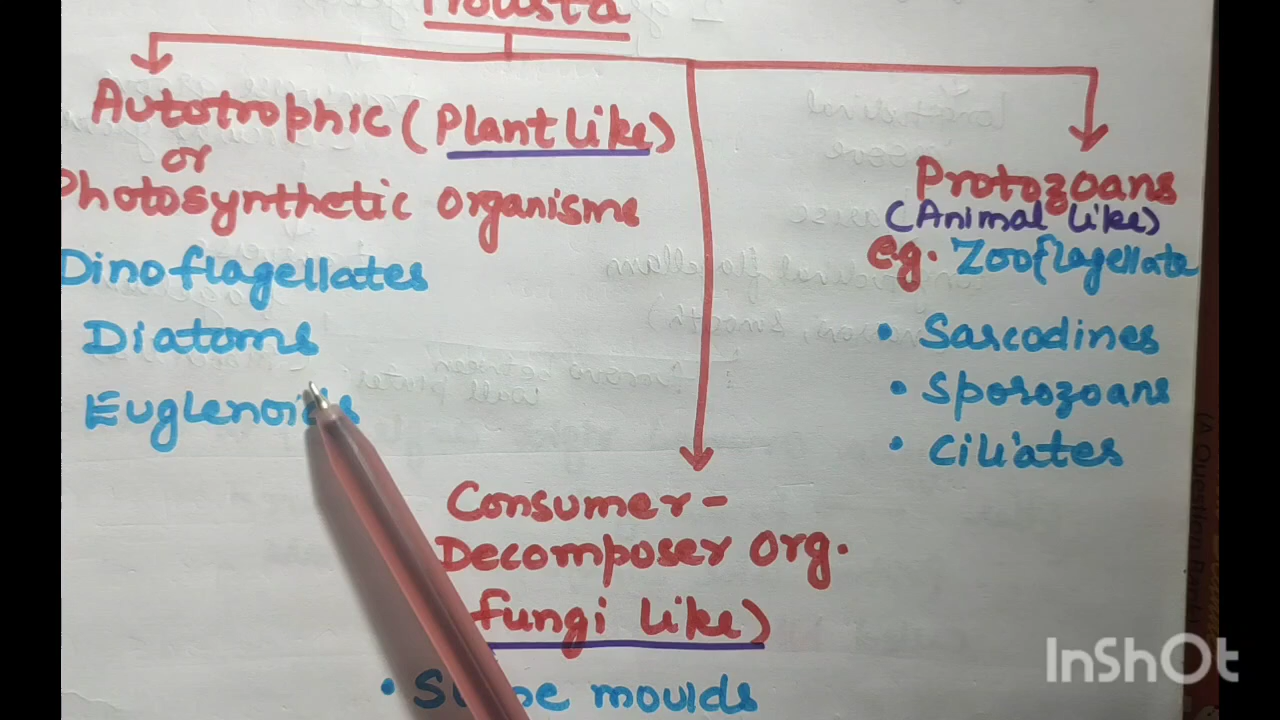 Autotrophic (Plant like)
or
Photosynthetic Organisms
Dinoflagellates
Diatoms
Euglenoids
Protozoans
(Animal like)
eg. Zooflagellate
• Sarcodines
• Sporozoans
• Ciliates
Consumer-
Decomposer Org.
fungi like)
• moulds
InShOt